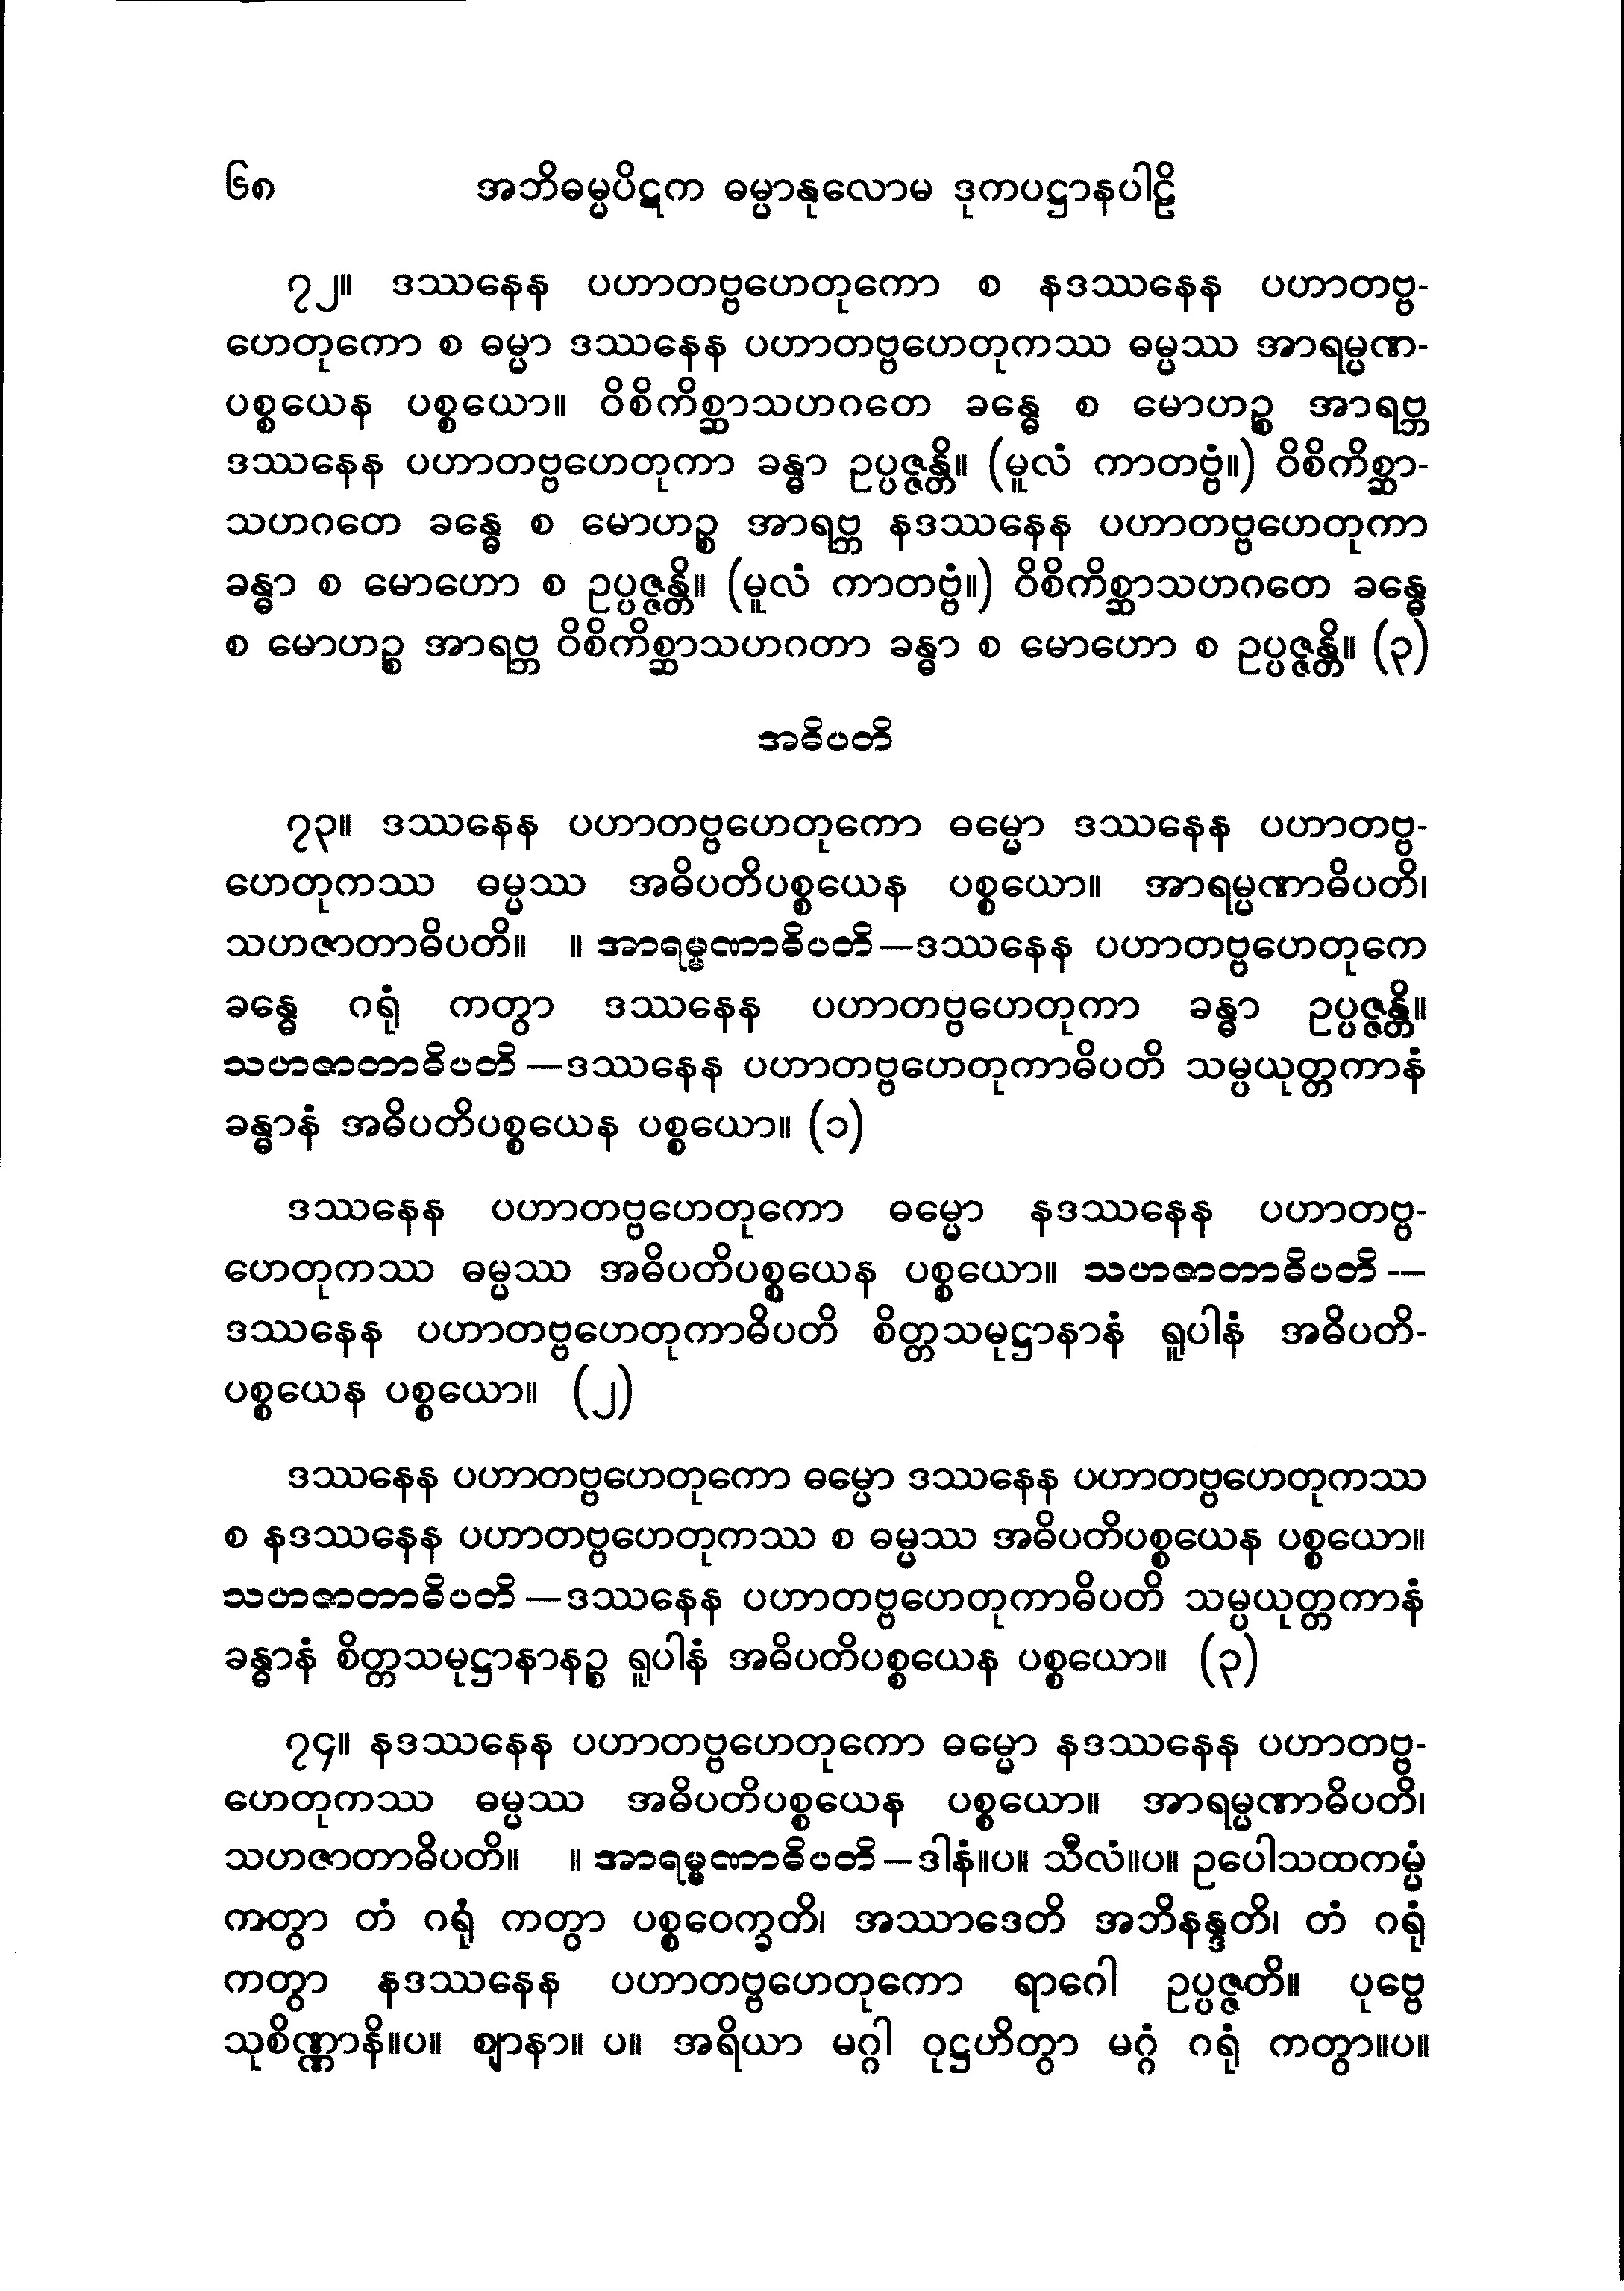 ၆၈ အဘိဓမ္မပိဋက ဓမ္မာနုလောမ ဒုကပဋ္ဌာနပါဠိ
၇၂။ ဒဿနေန ပဟာတဗ္ဗဟေတုကော စ နဒဿနေန ပဟာတဗ္ဗ-
ဟေတုကော စ ဓမ္မာ ဒဿနေန ပဟာတဗ္ဗဟေတုကဿ ဓမ္မဿ အာရမ္မဏ-
ပစ္စယေန ပစ္စယော။ ဝိစိကိစ္ဆာသဟဂတေ ခန္ဓေ စ မောဟဉ္စ အာရဗ္ဘ
ဒဿနေန ပဟာတဗ္ဗဟေတုကာ ခန္ဓာ ဥပ္ပဇ္ဇန္တိ။ (မူလံ ကာတဗ္ဗံ။) ဝိစိကိစ္ဆာ-
သဟဂတေ ခန္ဓေ စ မောဟဉ္စ အာရဗ္ဘ နဒဿနေန ပဟာတဗ္ဗဟေတုကာ
ခန္ဓာ စ မောဟော စ ဥပ္ပဇ္ဇန္တိ။ (မူလံ ကာတဗ္ဗံ။) ဝိစိကိစ္ဆာသဟဂတေ ခန္ဓေ
စ မောဟဉ္စ အာရဗ္ဘ ဝိစိကိစ္ဆာသဟဂတာ ခန္ဓာ စ မောဟော စ ဥပ္ပဇ္ဇန္တိ။ (၃)
အဓိပတိ
၇၃။ ဒဿနေန ပဟာတဗ္ဗဟေတုကော ဓမ္မော ဒဿနေန ပဟာတဗ္ဗ-
ဟေတုကဿ ဓမ္မဿ အဓိပတိပစ္စယေန ပစ္စယော။ အာရမ္မဏာဓိပတိ၊
သဟဇာတာဓိပတိ။ ။ အာရမ္မဏာဓိပတိ—ဒဿနေန ပဟာတဗ္ဗဟေတုကေ
ခန္ဓေ ဂရုံ ကတွာ ဒဿနေန ပဟာတဗ္ဗဟေတုကာ ခန္ဓာ ဥပ္ပဇ္ဇန္တိ။
သဟဇာတာဓိပတိ—ဒဿနေန ပဟာတဗ္ဗဟေတုကာဓိပတိ သမ္ပယုတ္တကာနံ
ခန္ဓာနံ အဓိပတိပစ္စယေန ပစ္စယော။ (၁)
ဒဿနေန ပဟာတဗ္ဗဟေတုကော ဓမ္မော နဒဿနေန ပဟာတဗ္ဗ-
ဟေတုကဿ ဓမ္မဿ အဓိပတိပစ္စယေန ပစ္စယော။ သဟဇာတာဓိပတိ—
ဒဿနေန ပဟာတဗ္ဗဟေတုကာဓိပတိ စိတ္တသမုဋ္ဌာနာနံ ရူပါနံ အဓိပတိ-
ပစ္စယေန ပစ္စယော။ (၂)
ဒဿနေန ပဟာတဗ္ဗဟေတုကော ဓမ္မော ဒဿနေန ပဟာတဗ္ဗဟေတုကဿ
စ နဒဿနေန ပဟာတဗ္ဗဟေတုကဿ စ ဓမ္မဿ အဓိပတိပစ္စယေန ပစ္စယော။
သဟဇာတာဓိပတိ—ဒဿနေန ပဟာတဗ္ဗဟေတုကာဓိပတိ သမ္ပယုတ္တကာနံ
ခန္ဓာနံ စိတ္တသမုဋ္ဌာနာနဉ္စ ရူပါနံ အဓိပတိပစ္စယေန ပစ္စယော။ (၃)
၇၄။ နဒဿနေန ပဟာတဗ္ဗဟေတုကော ဓမ္မော နဒဿနေန ပဟာတဗ္ဗ-
ဟေတုကဿ ဓမ္မဿ အဓိပတိပစ္စယေန ပစ္စယော။ အာရမ္မဏာဓိပတိ၊
သဟဇာတာဓိပတိ။ ။ အာရမ္မဏာဓိပတိ—ဒါနံ။ပ။ သီလံ။ပ။ ဥပေါသထကမ္မံ
ကတွာ တံ ဂရုံ ကတွာ ပစ္စဝေက္ခတိ၊ အဿာဒေတိ အဘိနန္ဒတိ၊ တံ ဂရုံ
ကတွာ နဒဿနေန ပဟာတဗ္ဗဟေတုကော ရာဂေါ ဥပ္ပဇ္ဇတိ။ ပုဗ္ဗေ
သုစိဏ္ဏာနိ။ပ။ ဈာနာ။ ပ။ အရိယာ မဂ္ဂါ ဝုဋ္ဌဟိတွာ မဂ္ဂံ ဂရုံ ကတွာ။ပ။